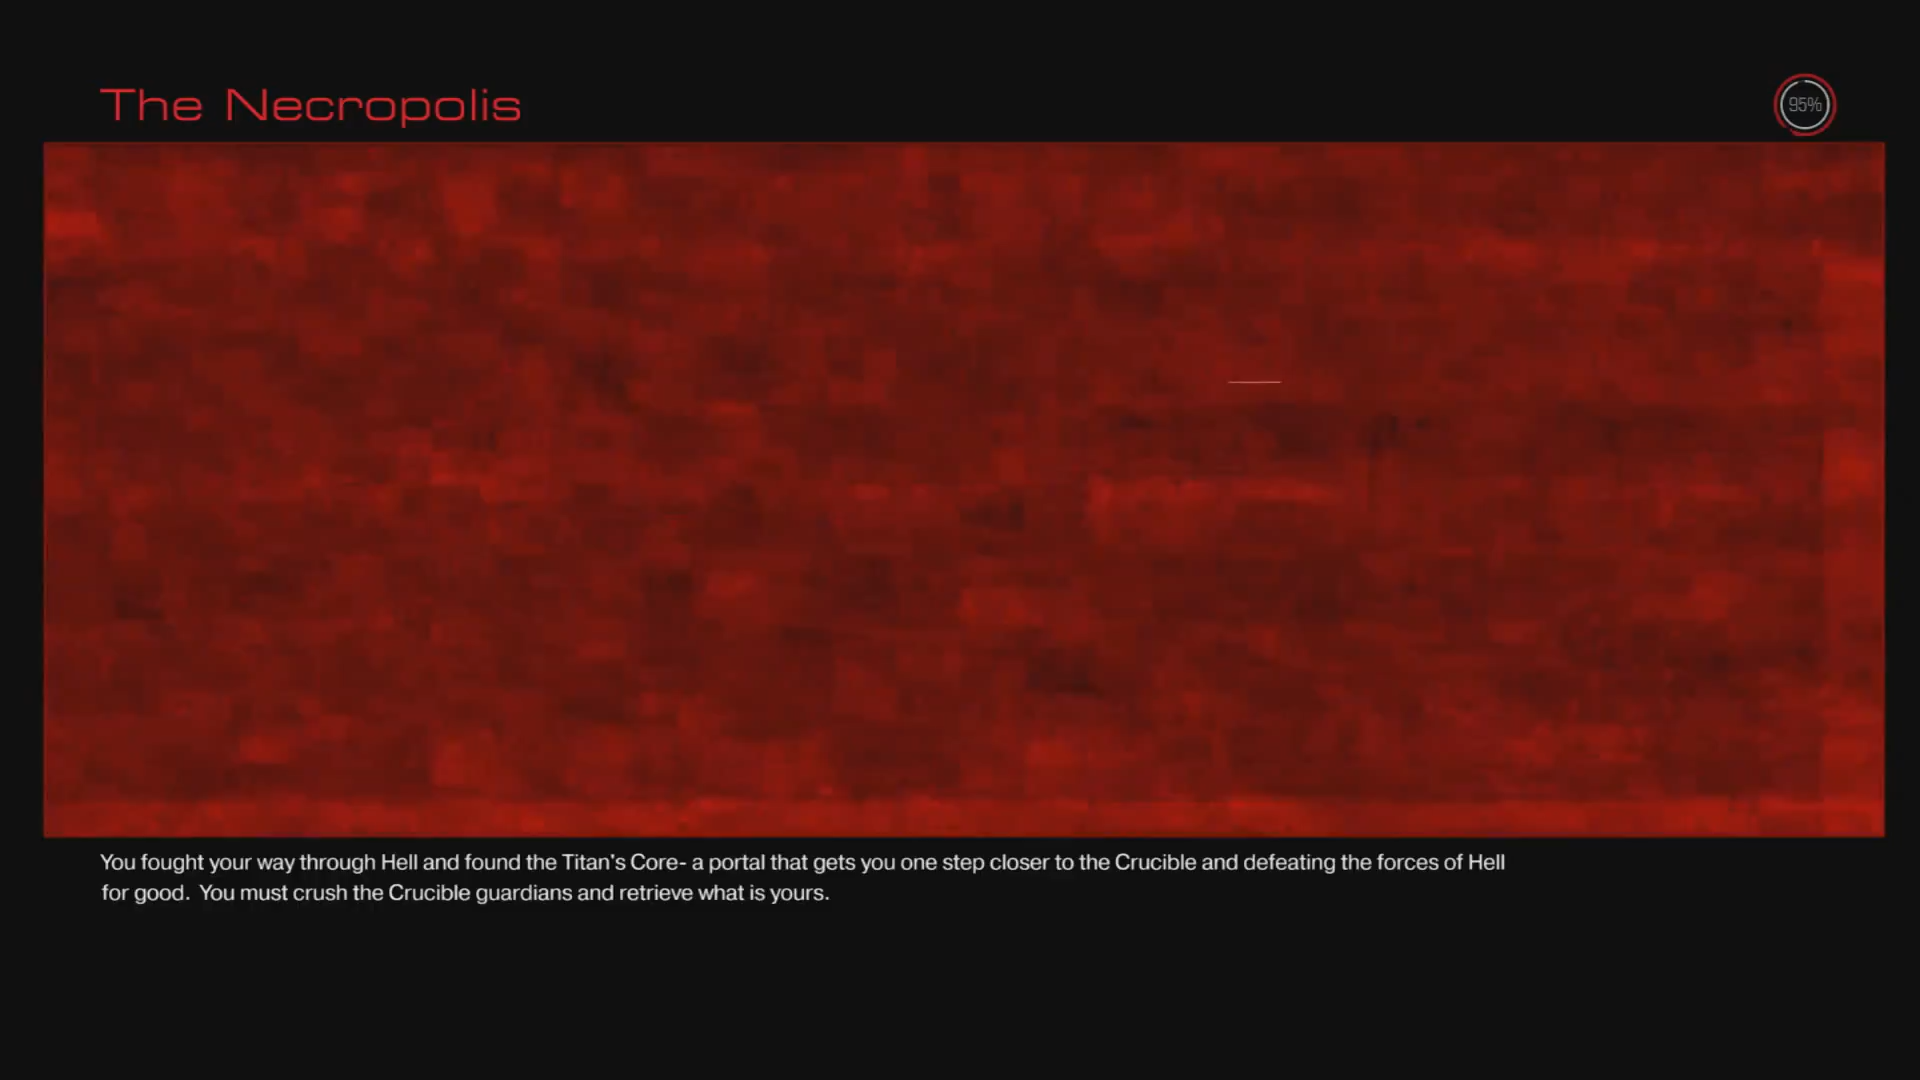 The Necropolis
95%
You fought your way through Hell and found the Titan's Core- a portal that gets you one step closer to the Crucible and defeating the forces of Hell
for good.  You must crush the Crucible guardians and retrieve what is yours.